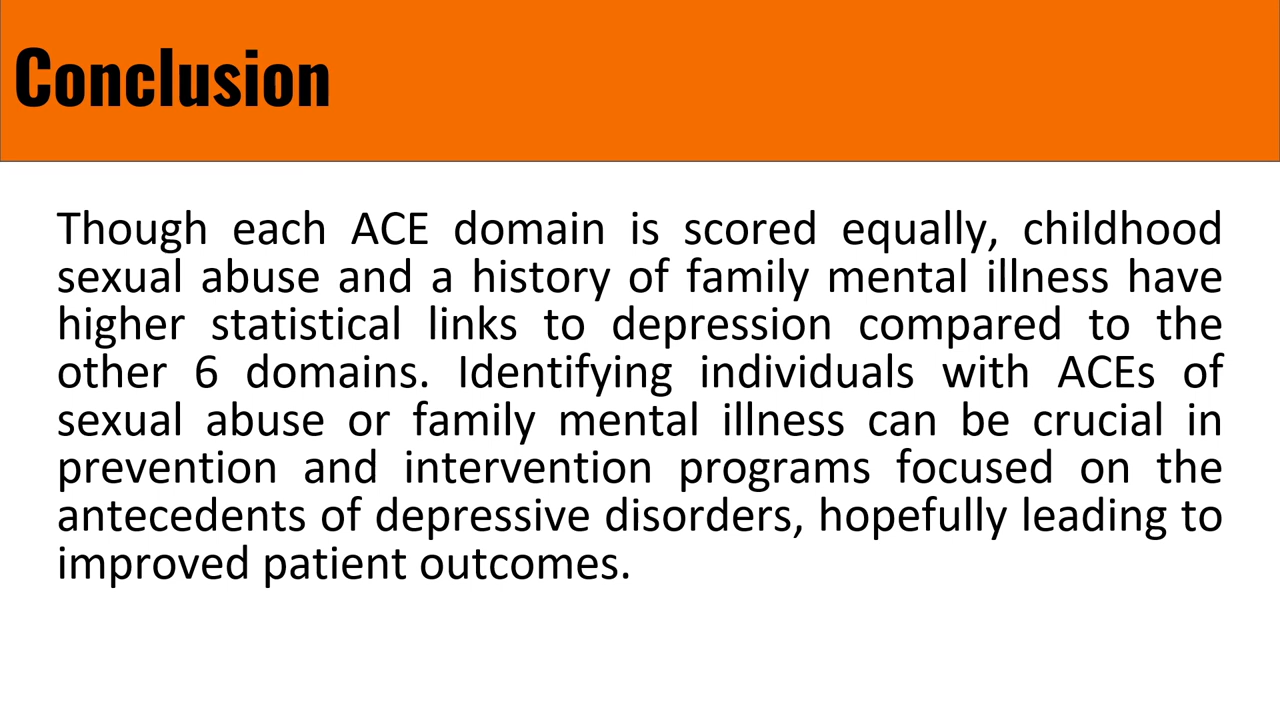 Conclusion
Though each ACE domain is scored equally, childhood
sexual abuse and a history of family mental illness have
higher statistical links to depression compared to the
other 6 domains. Identifying individuals with ACEs of
sexual abuse or family mental illness can be crucial in
prevention and intervention programs focused on the
antecedents of depressive disorders, hopefully leading to
improved patient outcomes.